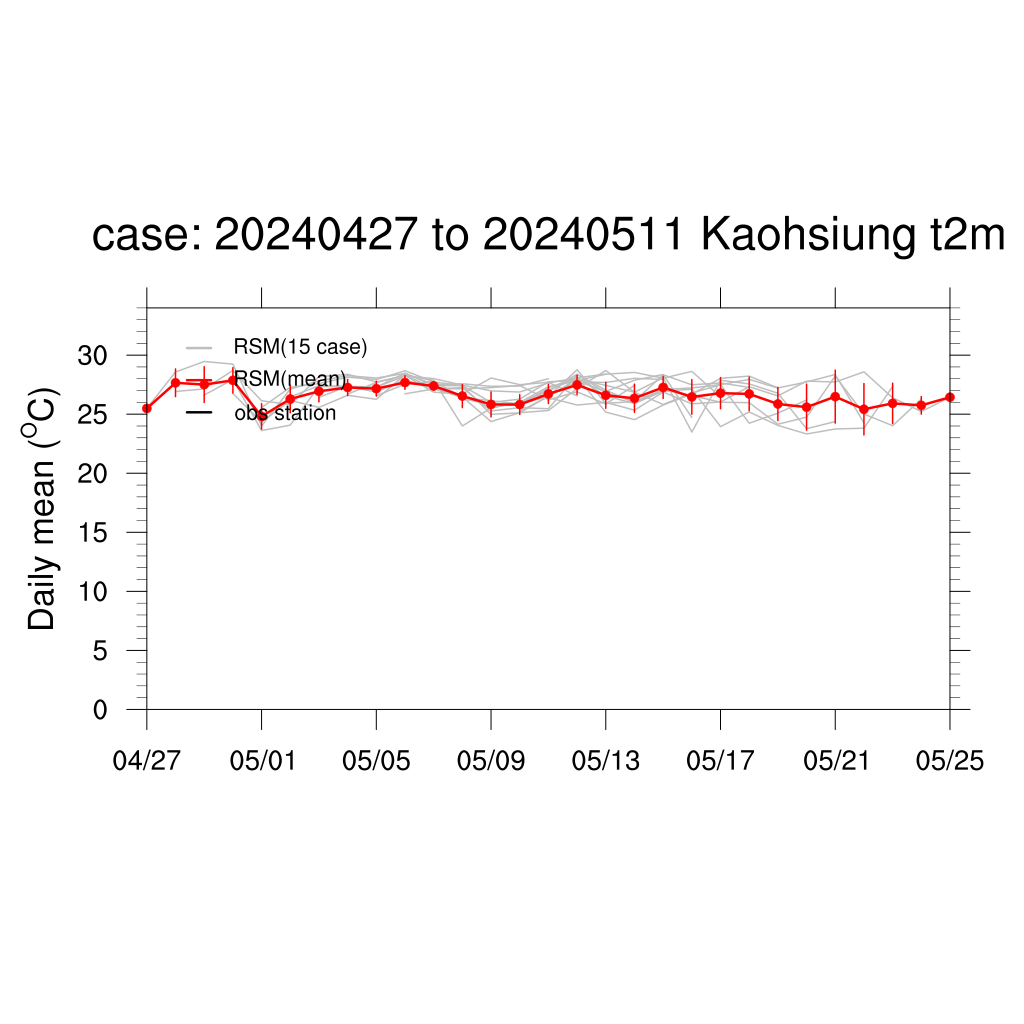 case: 20240427 to 20240511 Kaohsiung t2m
RSM(15 case)
RSM(mean)
obs station
Daily mean (°C)
30
25
20
15
10
5
0
04/27 05/01 05/05 05/09 05/13 05/17 05/21 05/25